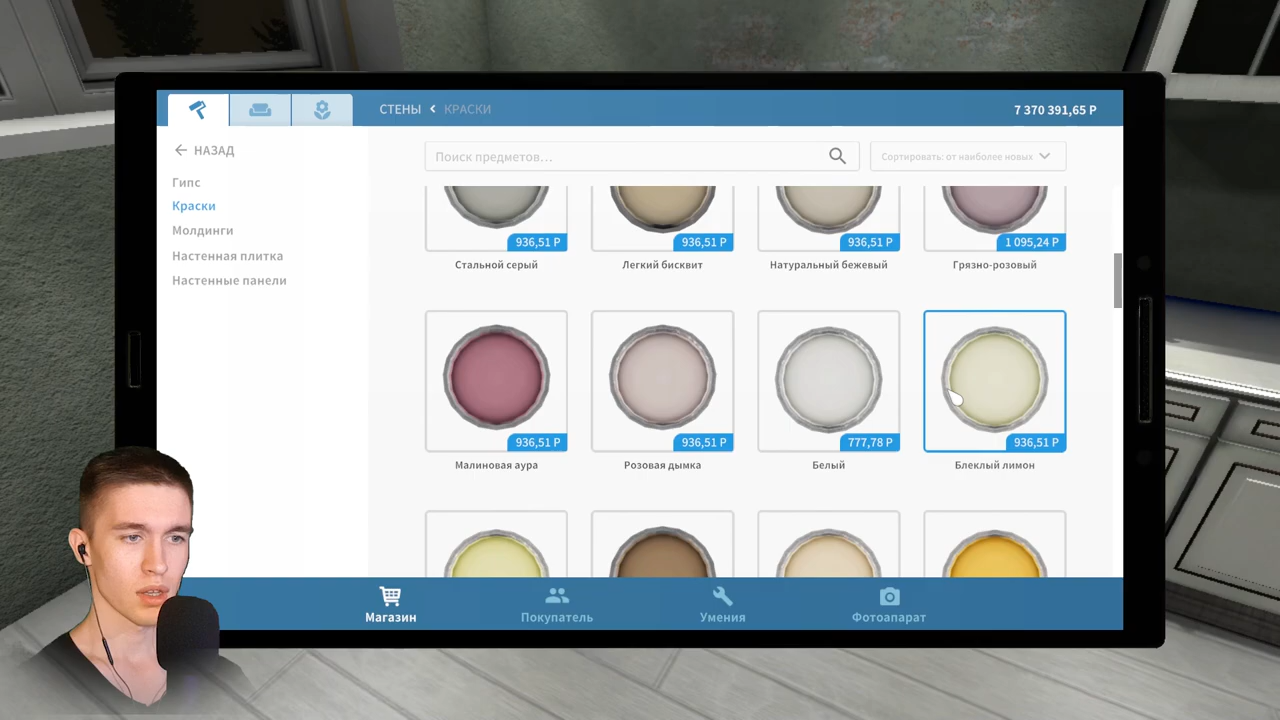 СТЕНЫ < КРАСКИ
7 370 391,65 Р
НАЗАД
Гипс
Краски
Молдинги
Настенная плитка
Настенные панели
Поиск предметов...
Сортировать: от наиболее новых
936,51 Р
936,51 Р
936,51 Р
1 095,24 Р
Стальной серый
Легкий бисквит
Натуральный бежевый
Грязно-розовый
936,51 Р
936,51 Р
777,78 Р
936,51 Р
Малиновая аура
Розовая дымка
Белый
Блеклый лимон
Магазин
Покупатель
Умения
Фотоаппарат